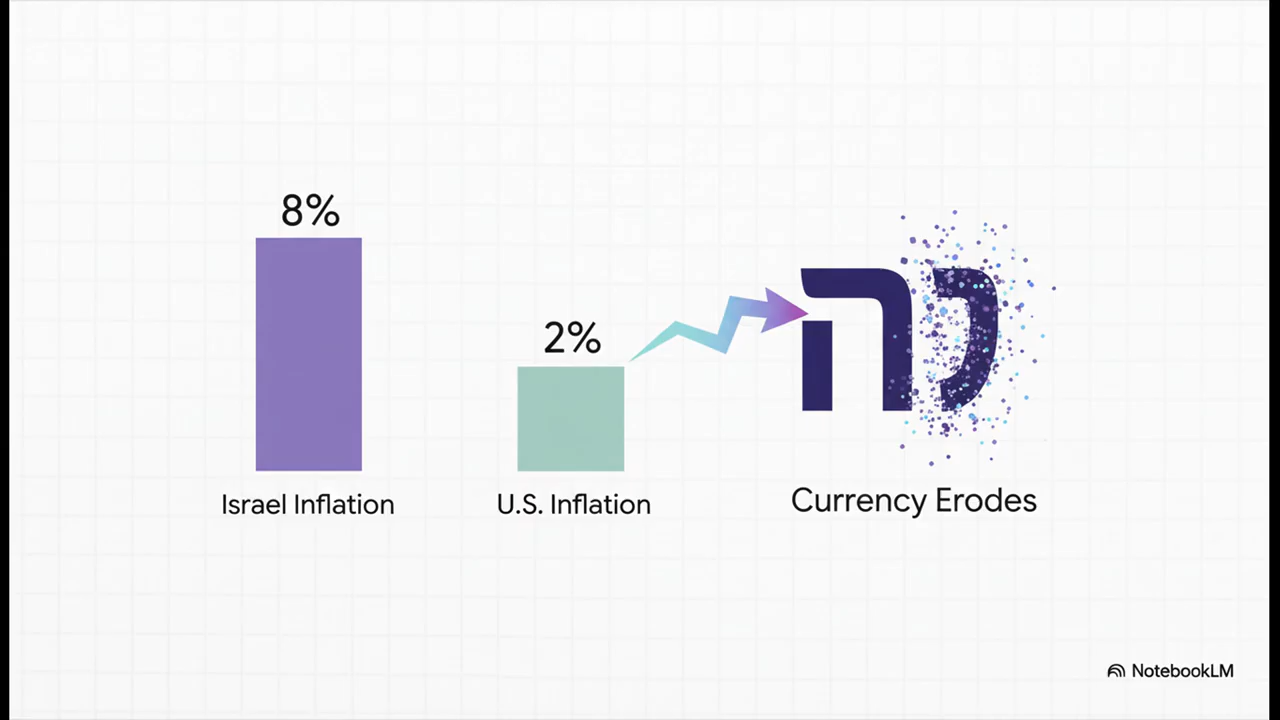 8%
Israel Inflation
2%
U.S. Inflation
Currency Erodes
NotebookLM